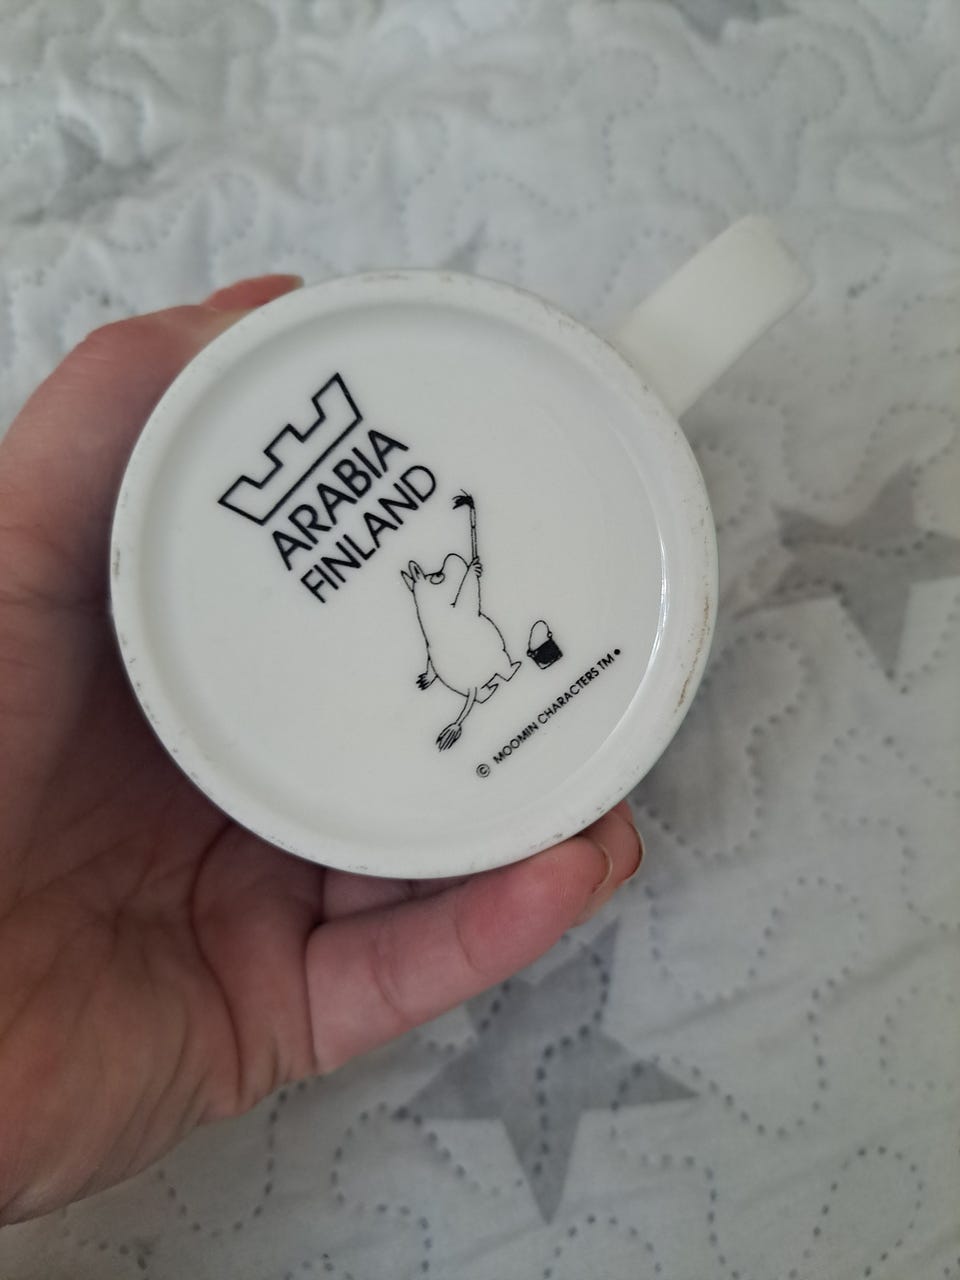 ARABIA
FINLAND
© MOOMIN CHARACTERS TM•